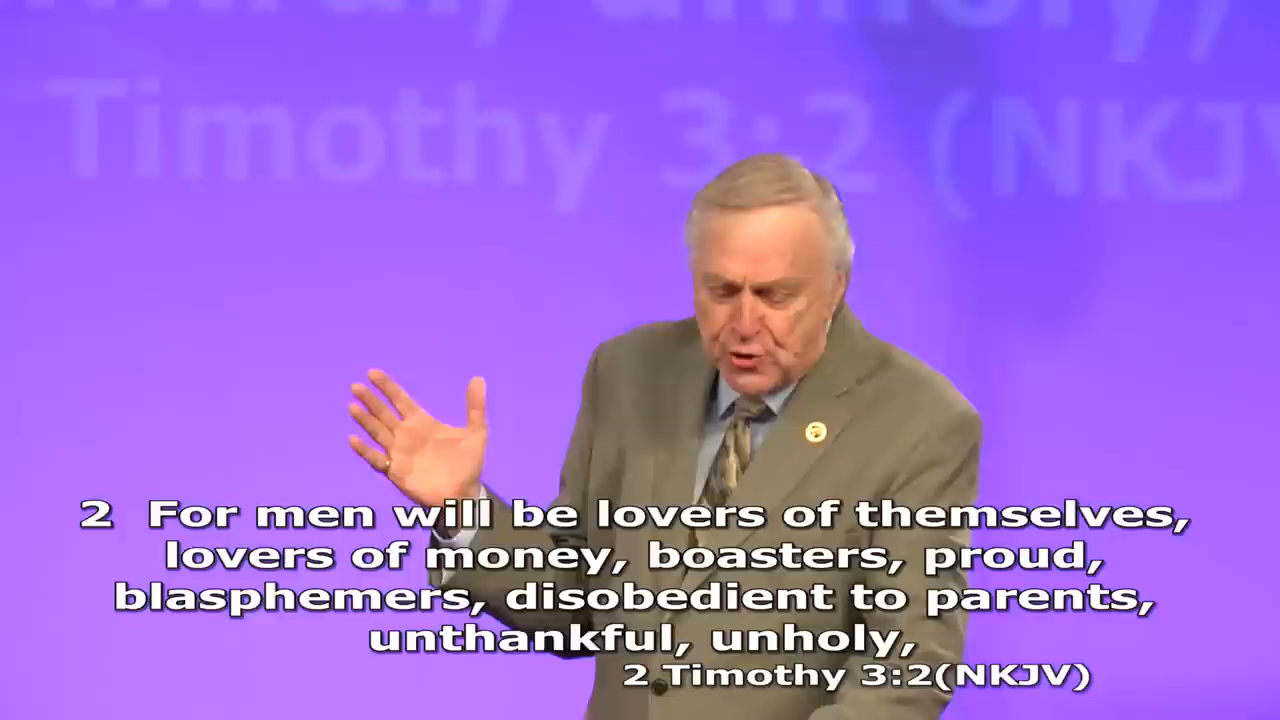 unholy,
Timothy 3:2 (NKJV
2 For men will be lovers of themselves,
lovers of money, boasters, proud,
blasphemers, disobedient to parents,
unthankful, unholy,
2 Timothy 3:2(NKJV)